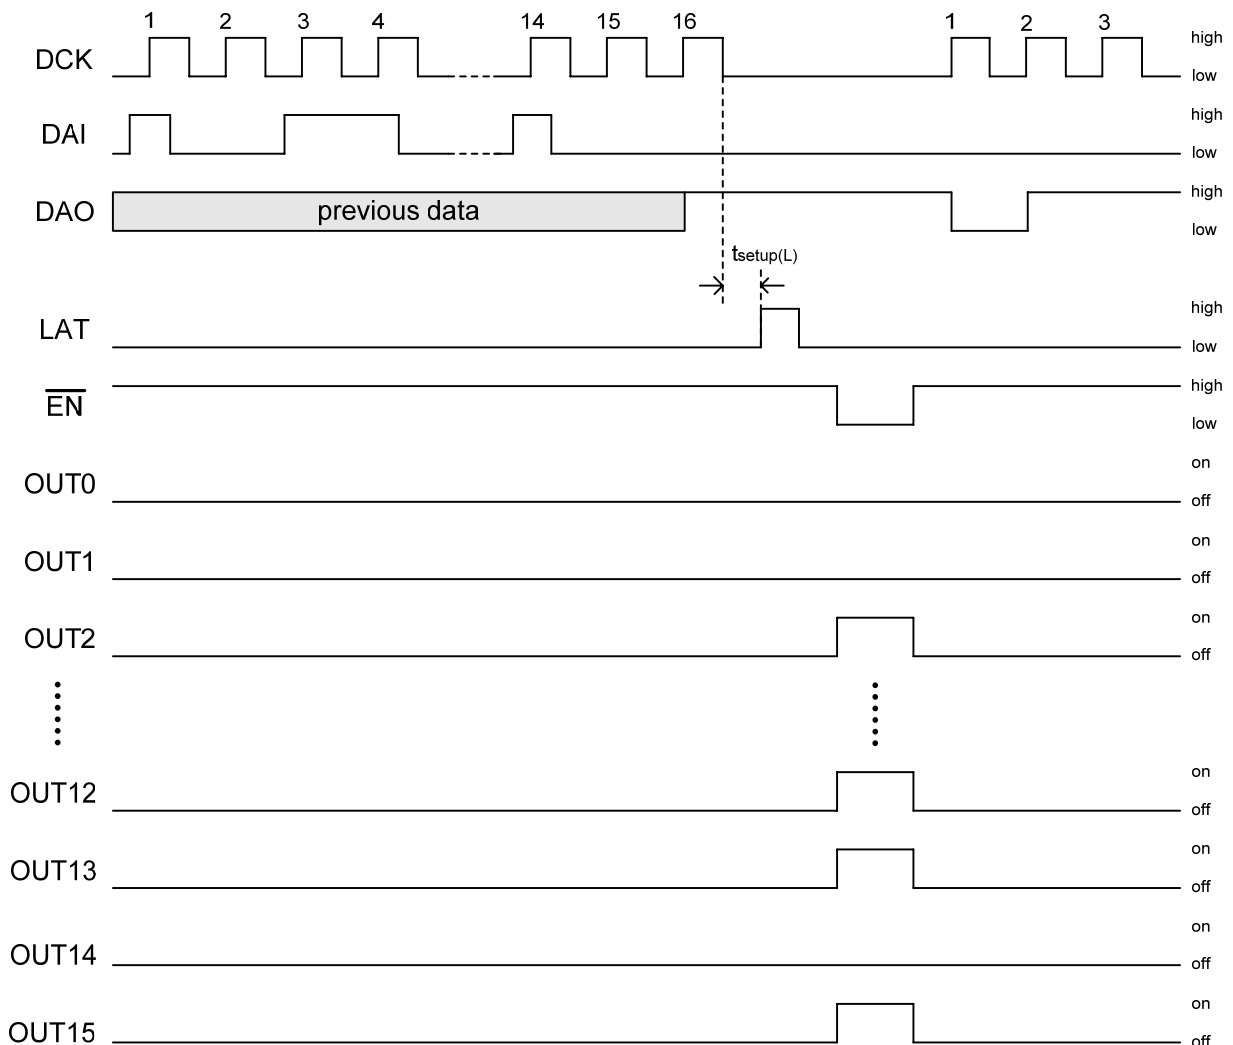 1 2 3 4 14 15 16 1 2 3
DCK high
low
DAI high
low
DAO previous data high
low
tsetup(L)
LAT high
low
EN high
low
OUT0 on
off
OUT1 on
off
OUT2 on
off
OUT12 on
off
OUT13 on
off
OUT14 on
off
OUT15 on
off